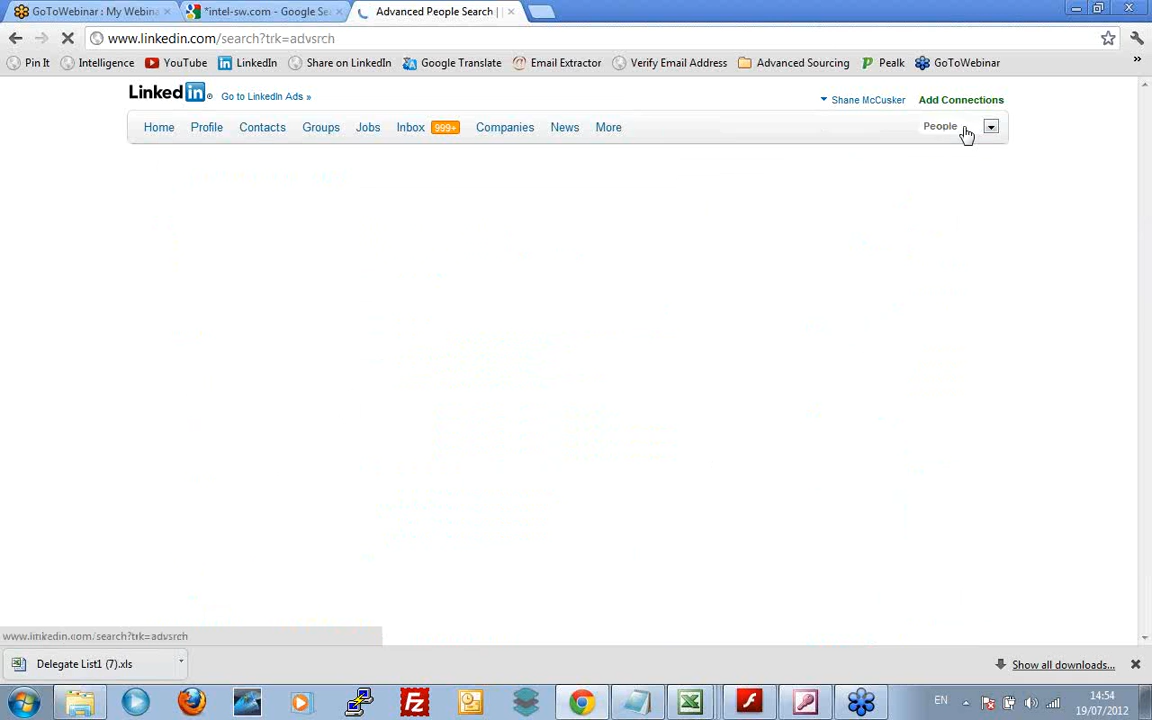 GoToWebinar : My Webina
*intel-sw.com - Google Se
Advanced People Search |
www.linkedin.com/search?trk=advsrch
Pin It
Intelligence
YouTube
LinkedIn
Share on LinkedIn
Google Translate
Email Extractor
Verify Email Address
Advanced Sourcing
Pealk
GoToWebinar
»
Linked in
Go to LinkedIn Ads »
Shane McCusker
Add Connections
Home
Profile
Contacts
Groups
Jobs
Inbox 999+
Companies
News
More
People
www.linkedin.com/search?trk=advsrch
Delegate List1 (7).xls
Show all downloads...
EN
14:54
19/07/2012